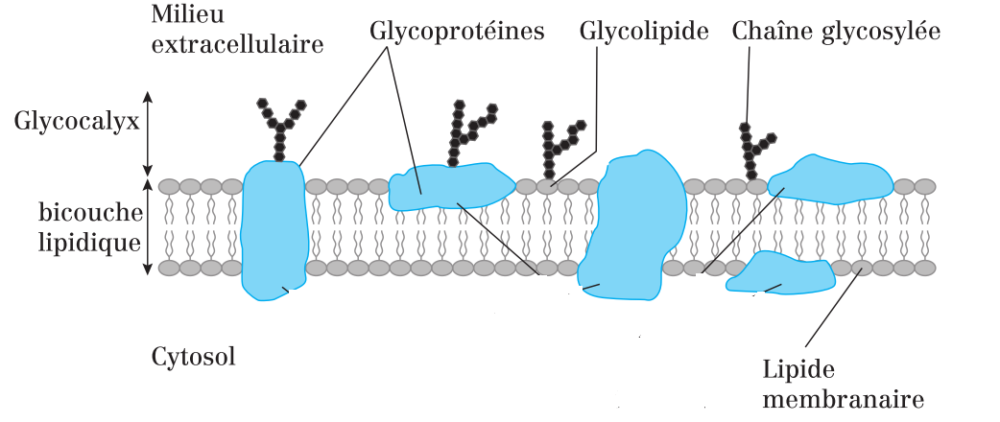 Milieu
extracellulaire
Glycoprotéines
Glycolipide
Chaîne glycosylée
Glycocalyx
bicouche
lipidique
Cytosol
Lipide
membranaire